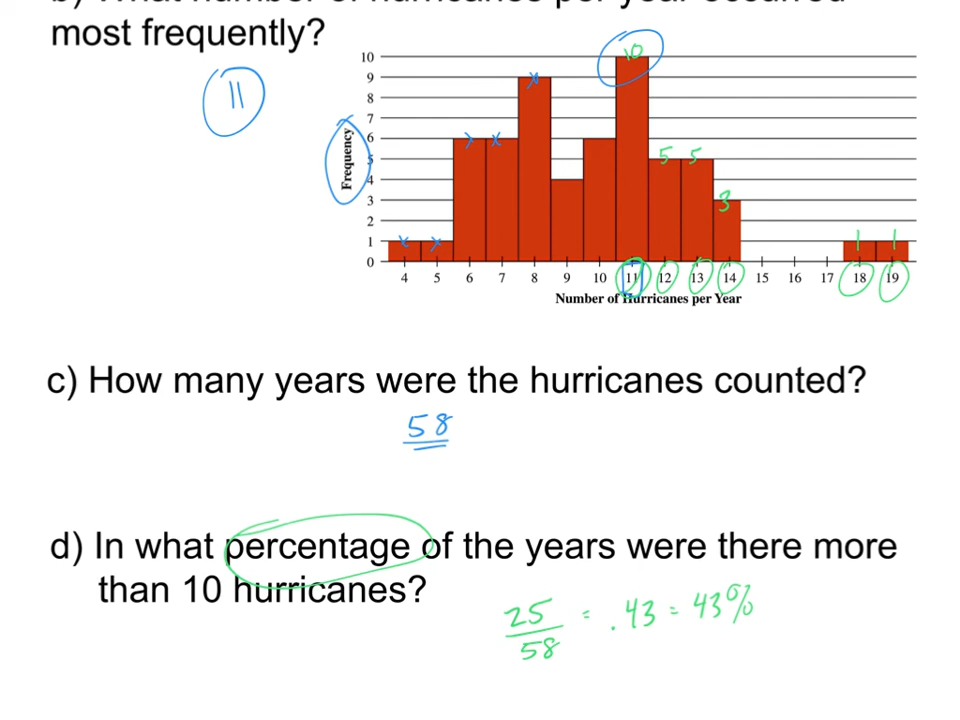 most frequently?
11
10
9
8
7
6
5
4
3
2
1
0
Frequency
10
5 5
3
1 1
4 5 6 7 8 9 10 11 12 13 14 15 16 17 18 19
Number of Hurricanes per Year
c) How many years were the hurricanes counted?
58
d) In what percentage of the years were there more
than 10 hurricanes?
25/58 = .43 = 43%